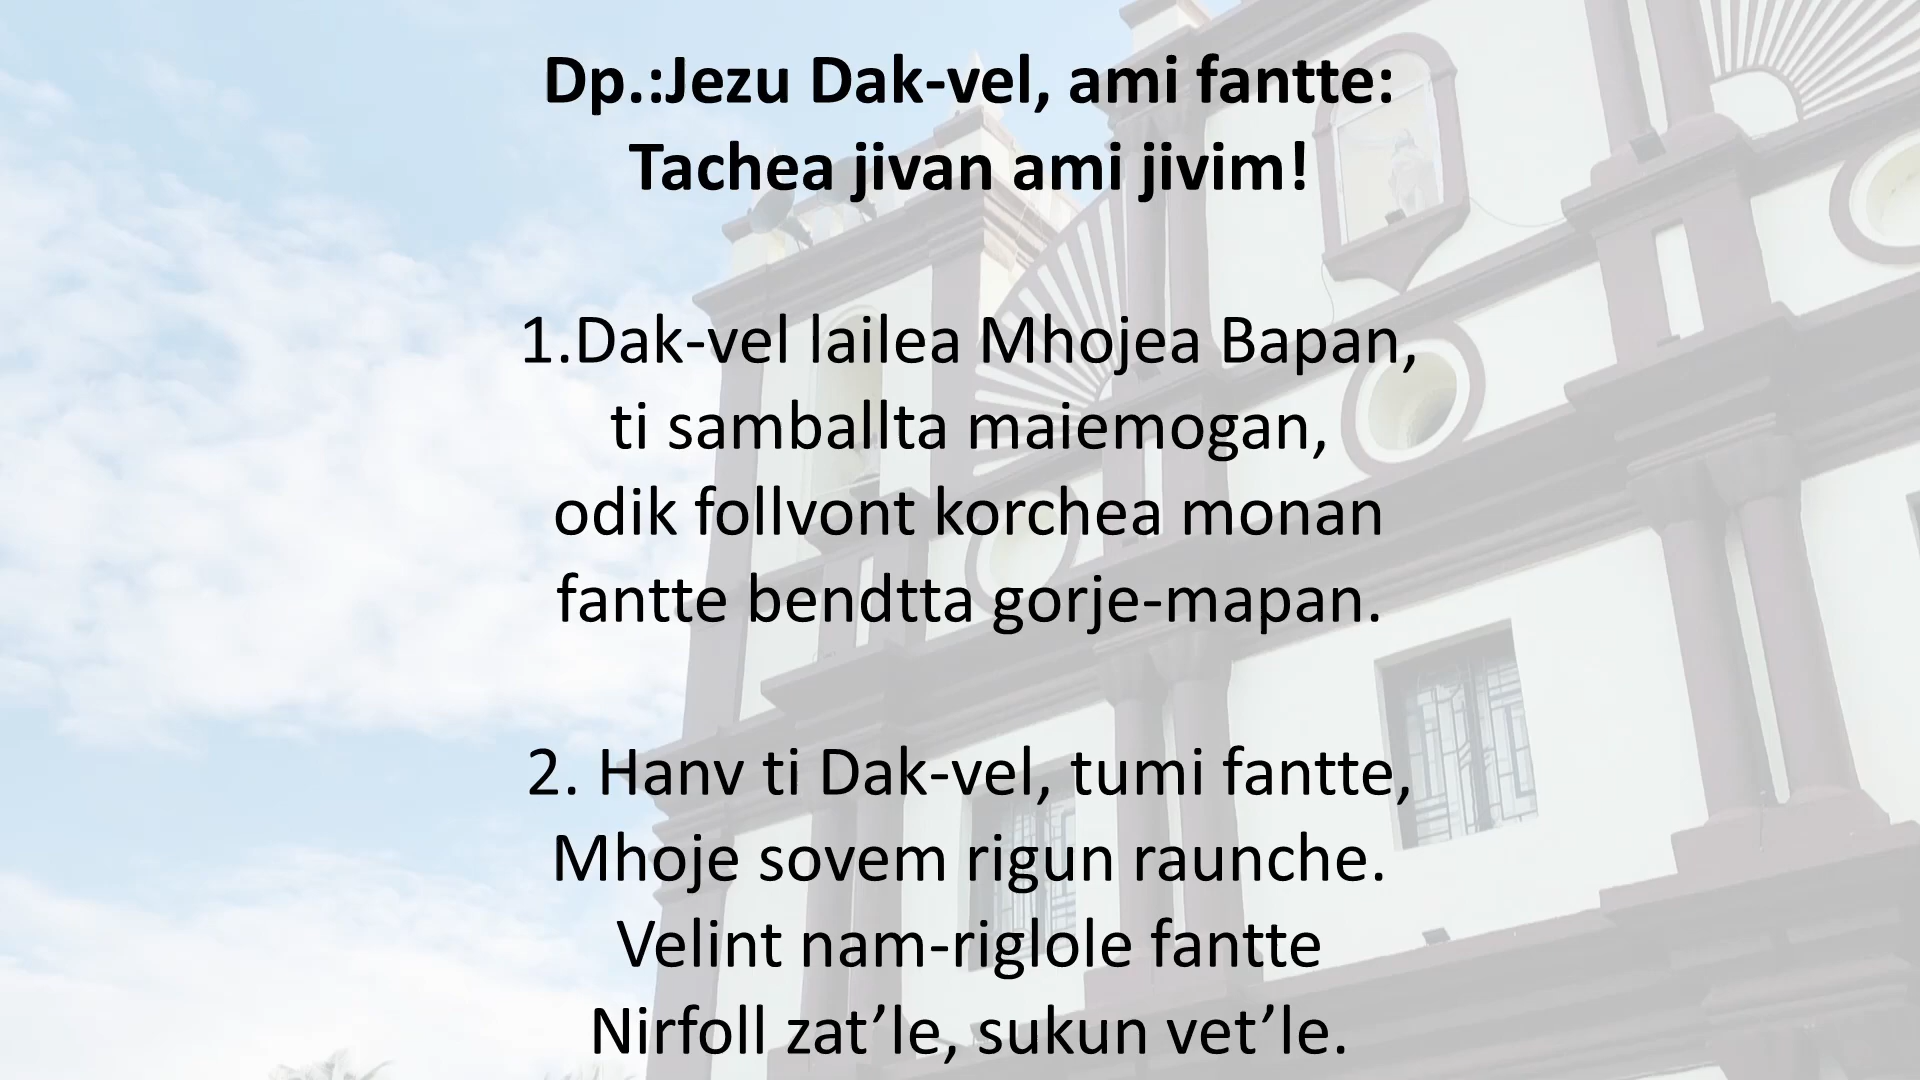 Dp.:Jezu Dak-vel, ami fantte:
Tachea jivan ami jivim!
1.Dak-vel lailea Mhojea Bapan,
ti samballta maiemogan,
odik follvont korchea monan
fantte bendtta gorje-mapan.
2. Hanv ti Dak-vel, tumi fantte,
Mhoje sovem rigun raunche.
Velint nam-riglole fantte
Nirfoll zat’le, sukun vet’le.